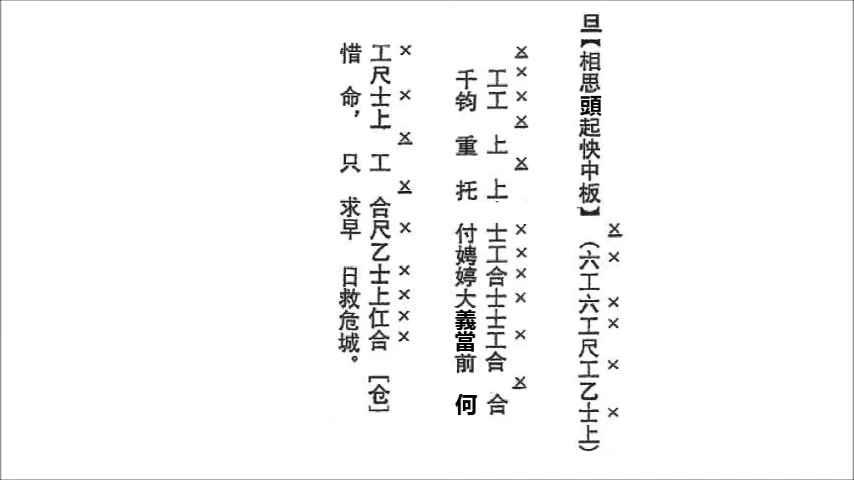 旦【相思頭起快中板】(六工六工尺工乙士上)
工工上上士工合士士工合合
千钧重托付娉婷大義當前何
工尺士上工合尺乙士上仜合［仓］
惜命，只求早日救危城。